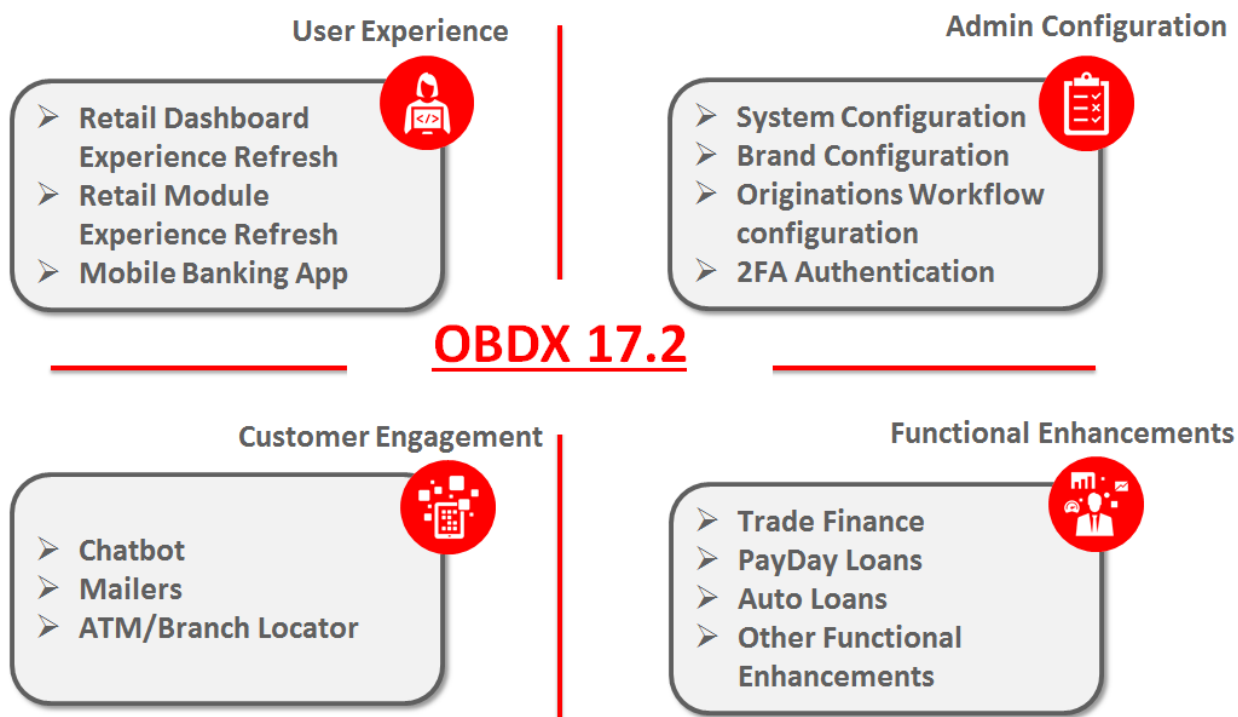 User Experience
Retail Dashboard
Experience Refresh
Retail Module
Experience Refresh
Mobile Banking App
Admin Configuration
System Configuration
Brand Configuration
Originations Workflow
configuration
2FA Authentication
OBDX 17.2
Customer Engagement
Chatbot
Mailers
ATM/Branch Locator
Functional Enhancements
Trade Finance
PayDay Loans
Auto Loans
Other Functional
Enhancements